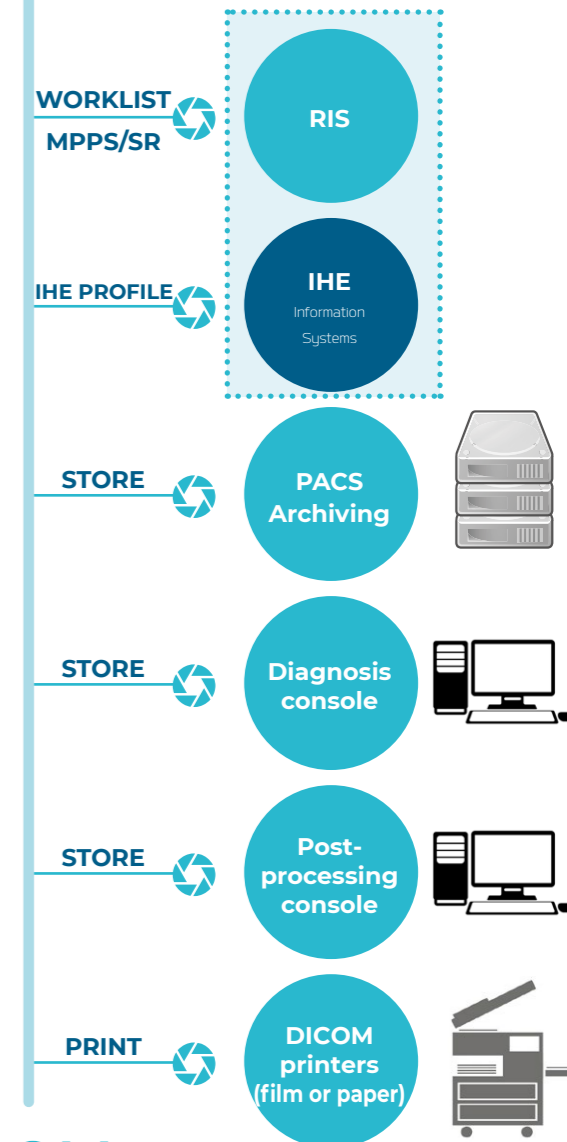 WORKLIST
MPPS/SR
RIS
IHE PROFILE
IHE
Information
Systems
STORE
PACS
Archiving
STORE
Diagnosis
console
STORE
Post-
processing
console
PRINT
DICOM
printers
(film or paper)